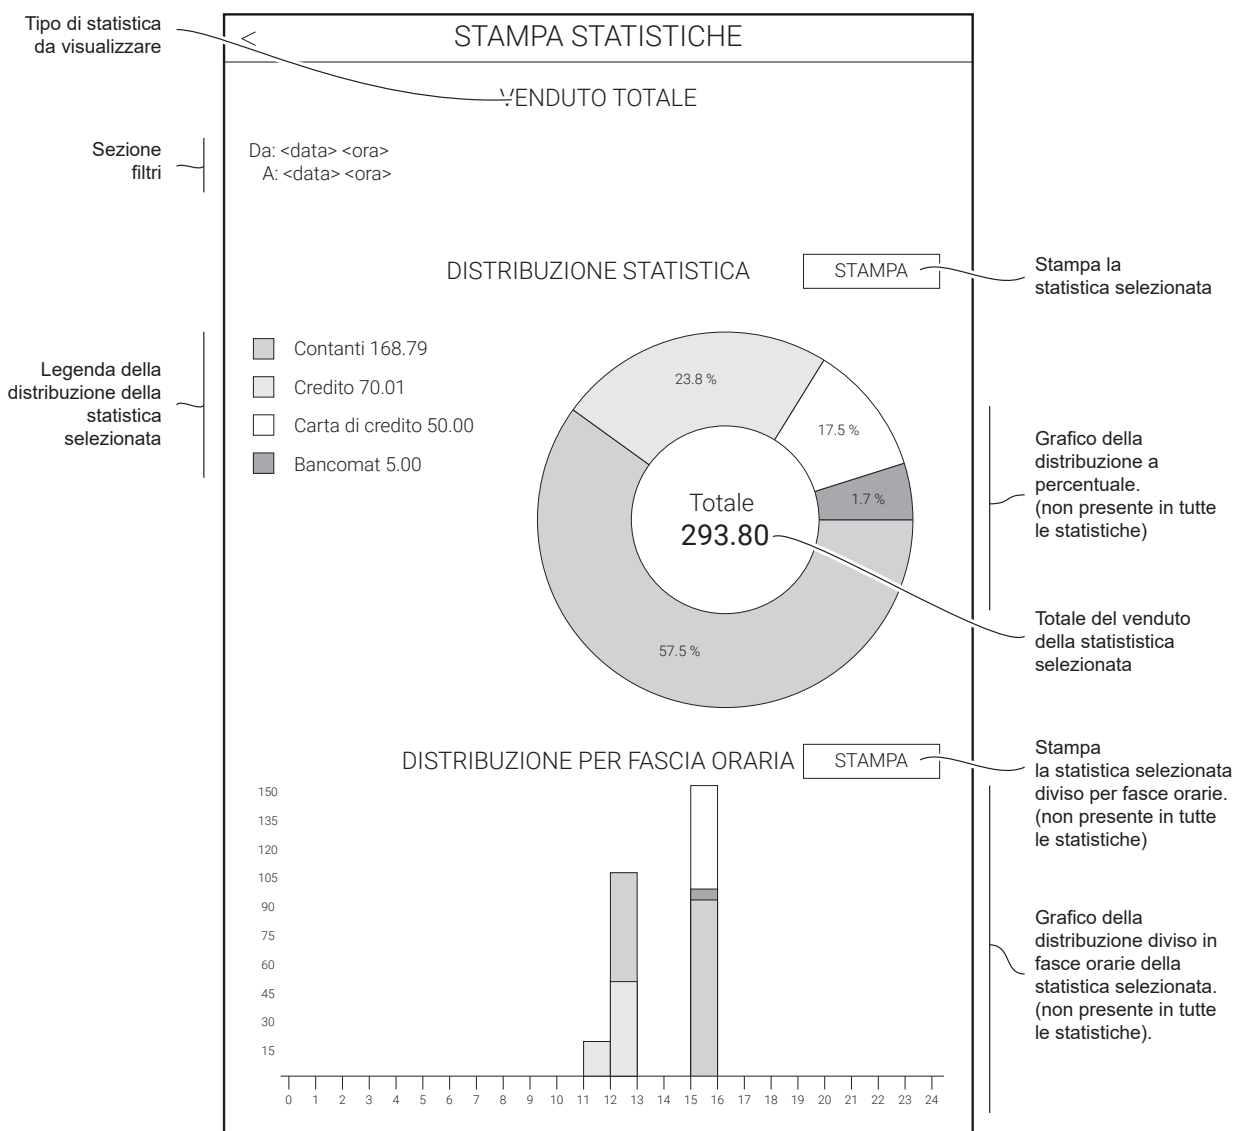 Tipo di statistica
da visualizzare
<
STAMPA STATISTICHE
VENDUTO TOTALE
Sezione
filtri
Da: <data> <ora>
A: <data> <ora>
DISTRIBUZIONE STATISTICA
STAMPA
Stampa la
statistica selezionata
Legenda della
distribuzione della
statistica
selezionata
Contanti 168.79
Credito 70.01
Carta di credito 50.00
Bancomat 5.00
23.8 %
17.5 %
1.7 %
57.5 %
Totale
293.80
Grafico della
distribuzione a
percentuale.
(non presente in tutte
le statistiche)
Totale del venduto
della statististica
selezionata
DISTRIBUZIONE PER FASCIA ORARIA
STAMPA
Stampa
la statistica selezionata
diviso per fasce orarie.
(non presente in tutte
le statistiche)
150
135
120
105
90
75
60
45
30
15
0 1 2 3 4 5 6 7 8 9 10 11 12 13 14 15 16 17 18 19 20 21 22 23 24
Grafico della
distribuzione diviso in
fasce orarie della
statistica selezionata.
(non presente in tutte
le statistiche).